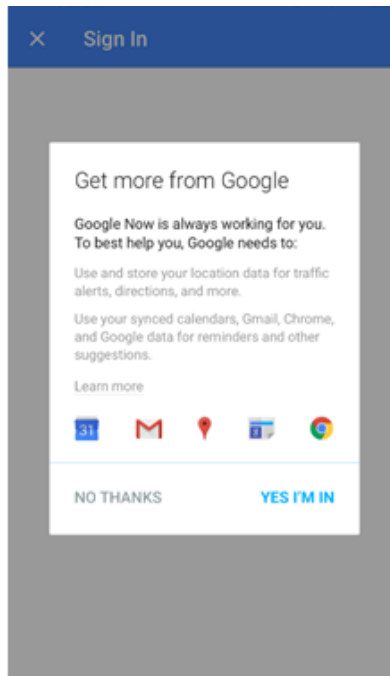 Sign In
Get more from Google
Google Now is always working for you.
To best help you, Google needs to:
Use and store your location data for traffic
alerts, directions, and more.
Use your synced calendars, Gmail, Chrome,
and Google data for reminders and other
suggestions.
Learn more
31
NO THANKS
YES I'M IN